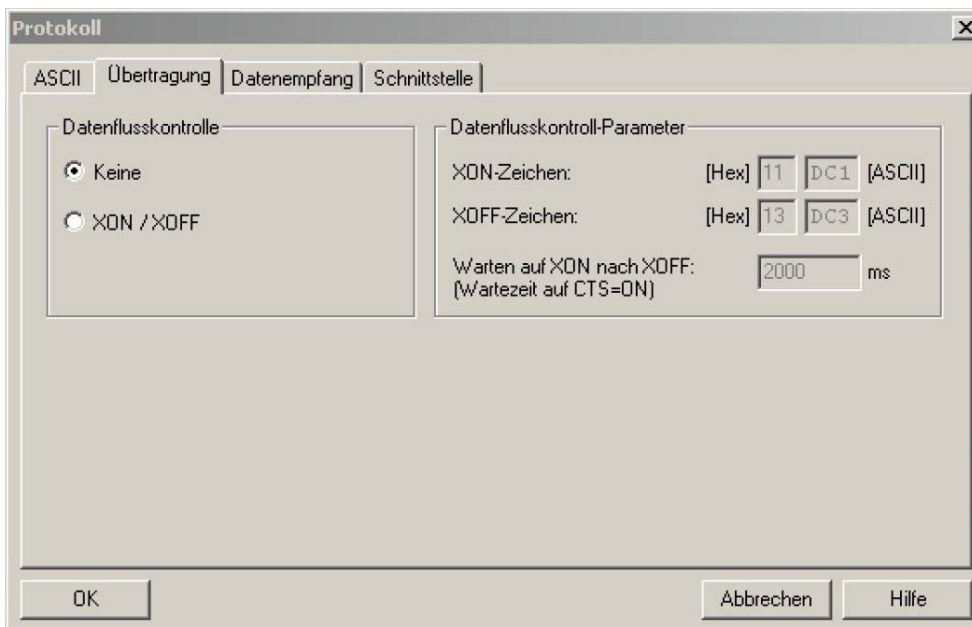 Protokoll
ASCII Übertragung Datenempfang Schnittstelle
Datenflusskontrolle
Keine
XON / XOFF
Datenflusskontroll-Parameter
XON-Zeichen: [Hex] 11 DC1 [ASCII]
XOFF-Zeichen: [Hex] 13 DC3 [ASCII]
Warten auf XON nach XOFF: 2000 ms
(Wartezeit auf CTS=ON)
OK Abbrechen Hilfe